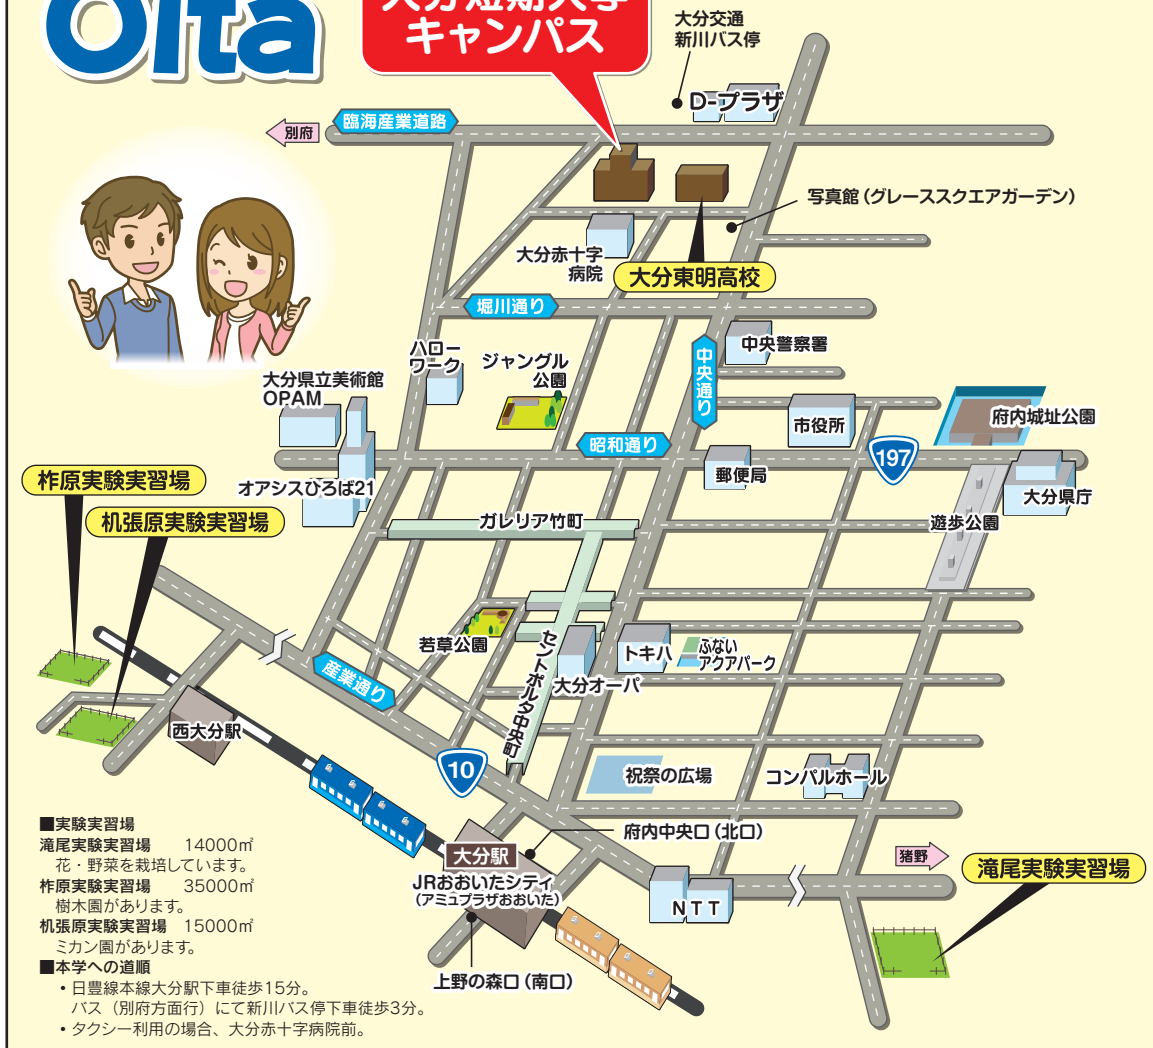 Oita
大分短期大学
キャンパス
大分交通
新川バス停
D-プラザ
別府
臨海産業道路
写真館（グレーススクエアガーデン）
大分赤十字
病院
大分東明高校
堀川通り
中央通り
中央警察署
ハロー
ワーク
ジャングル
公園
大分県立美術館
OPAM
市役所
府内城址公園
昭和通り
197
郵便局
柞原実験実習場
オアシスひろば21
大分県庁
机張原実験実習場
ガレリア竹町
遊歩公園
若草公園
セントポルタ中央町
トキハ
ふない
アクアパーク
産業通り
大分オーパ
西大分駅
10
祝祭の広場
コンパルホール
■実験実習場
滝尾実験実習場 14000㎡
花・野菜を栽培しています。
柞原実験実習場 35000㎡
樹木園があります。
机張原実験実習場 15000㎡
ミカン園があります。
■本学への道順
・日豊線本線大分駅下車徒歩15分。
バス（別府方面行）にて新川バス停下車徒歩3分。
・タクシー利用の場合、大分赤十字病院前。
府内中央口（北口）
大分駅
JRおおいたシティ
（アミュプラザおおいた）
猪野
滝尾実験実習場
NTT
上野の森口（南口）